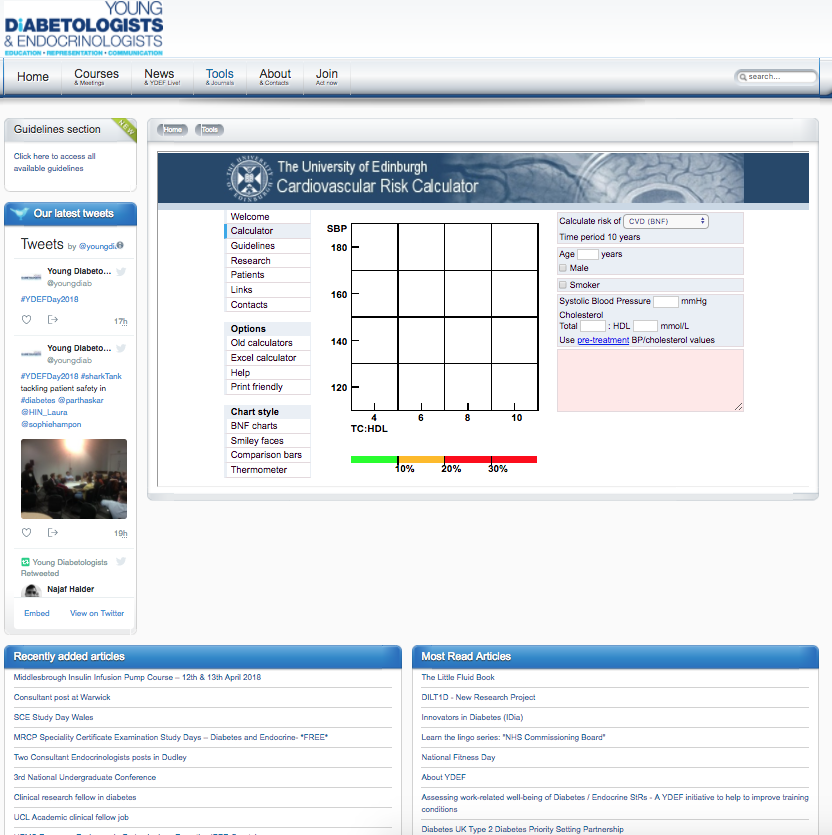 YOUNG
DiABETOLOGISTS
& ENDOCRINOLOGISTS
EDUCATION • REPRESENTATION • COMMUNICATION
Home
Courses
& Meetings
News
& YDEF Live!
Tools
& Journals
About
& Contacts
Join
Act now
search...
Guidelines section
NEW
Click here to access all
available guidelines
Our latest tweets
Tweets by @youngdi
Young Diabeto...
@youngdiab
#YDEFDay2018
17h
Young Diabeto...
@youngdiab
#YDEFDay2018 #sharkTank
tackling patient safety in
#diabetes @parthaskar
@HIN_Laura
@sophiehampon
19h
Young Diabetologists
Retweeted
Najaf Haider
Embed
View on Twitter
Home
Tools
The University of Edinburgh
Cardiovascular Risk Calculator
Welcome
Calculator
Guidelines
Research
Patients
Links
Contacts
Options
Old calculators
Excel calculator
Help
Print friendly
Chart style
BNF charts
Smiley faces
Comparison bars
Thermometer
SBP
180
160
140
120
4 6 8 10
TC:HDL
10% 20% 30%
Calculate risk of CVD (BNF)
Time period 10 years
Age years
Male
Smoker
Systolic Blood Pressure mmHg
Cholesterol
Total : HDL mmol/L
Use pre-treatment BP/cholesterol values
Recently added articles
Middlesbrough Insulin Infusion Pump Course – 12th & 13th April 2018
Consultant post at Warwick
SCE Study Day Wales
MRCP Speciality Certificate Examination Study Days – Diabetes and Endocrine- *FREE*
Two Consultant Endocrinologists posts in Dudley
3rd National Undergraduate Conference
Clinical research fellow in diabetes
UCL Academic clinical fellow job
Most Read Articles
The Little Fluid Book
DILT1D - New Research Project
Innovators in Diabetes (IDia)
Learn the lingo series: "NHS Commissioning Board"
National Fitness Day
About YDEF
Assessing work-related well-being of Diabetes / Endocrine StRs - A YDEF initiative to help to improve training
conditions
Diabetes UK Type 2 Diabetes Priority Setting Partnership